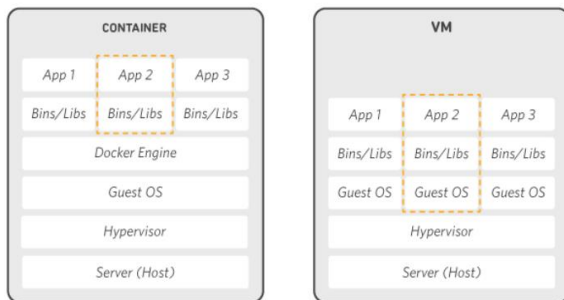 CONTAINER
App 1 App 2 App 3
Bins/Libs Bins/Libs Bins/Libs
Docker Engine
Guest OS
Hypervisor
Server (Host)
VM
App 1 App 2 App 3
Bins/Libs Bins/Libs Bins/Libs
Guest OS Guest OS Guest OS
Hypervisor
Server (Host)